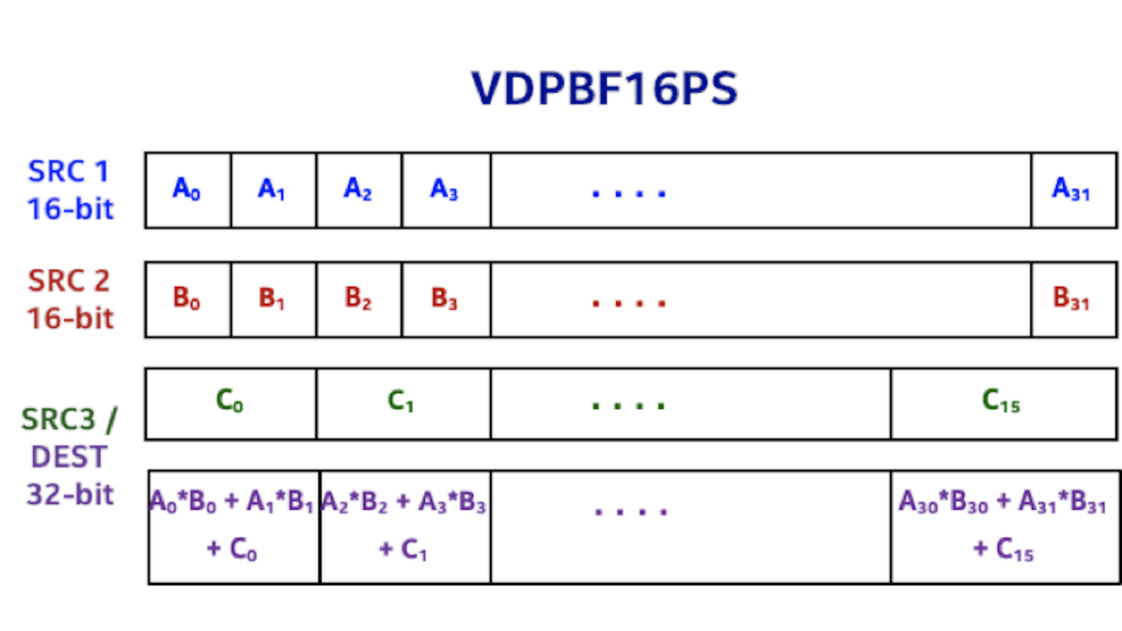 VDPBF16PS
SRC 1
16-bit
A₀ A₁ A₂ A₃ . . . . A₃₁
SRC 2
16-bit
B₀ B₁ B₂ B₃ . . . . B₃₁
SRC3 /
DEST
32-bit
C₀ C₁ . . . . C₁₅
A₀*B₀ + A₁*B₁ A₂*B₂ + A₃*B₃ . . . . A₃₀*B₃₀ + A₃₁*B₃₁
+ C₀ + C₁ + C₁₅